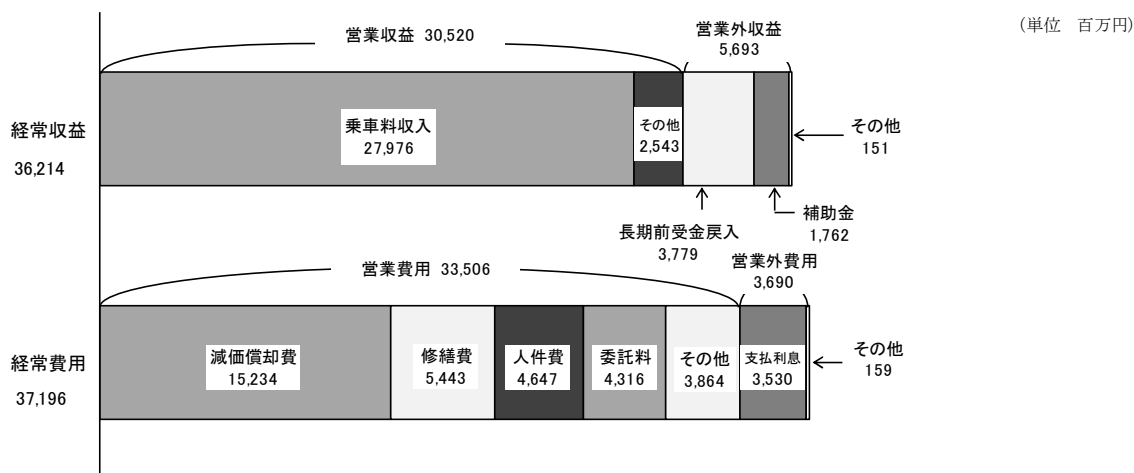 （単位　百万円）
営業収益 30,520
営業外収益
5,693
経常収益
36,214
乗車料収入
27,976
その他
2,543
その他
151
長期前受金戻入
3,779
補助金
1,762
営業費用 33,506
営業外費用
3,690
経常費用
37,196
減価償却費
15,234
修繕費
5,443
人件費
4,647
委託料
4,316
その他
3,864
支払利息
3,530
その他
159